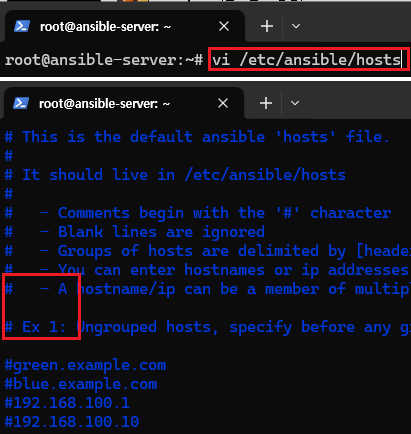 root@ansible-server: ~
root@ansible-server:~# vi /etc/ansible/hosts
root@ansible-server: ~
# This is the default ansible 'hosts' file.
#
# It should live in /etc/ansible/hosts
#
#   - Comments begin with the '#' character
#   - Blank lines are ignored
#   - Groups of hosts are delimited by [heade
#   - You can enter hostnames or ip addresses
#   - A hostname/ip can be a member of multip
# Ex 1: Ungrouped hosts, specify before any g
#green.example.com
#blue.example.com
#192.168.100.1
#192.168.100.10